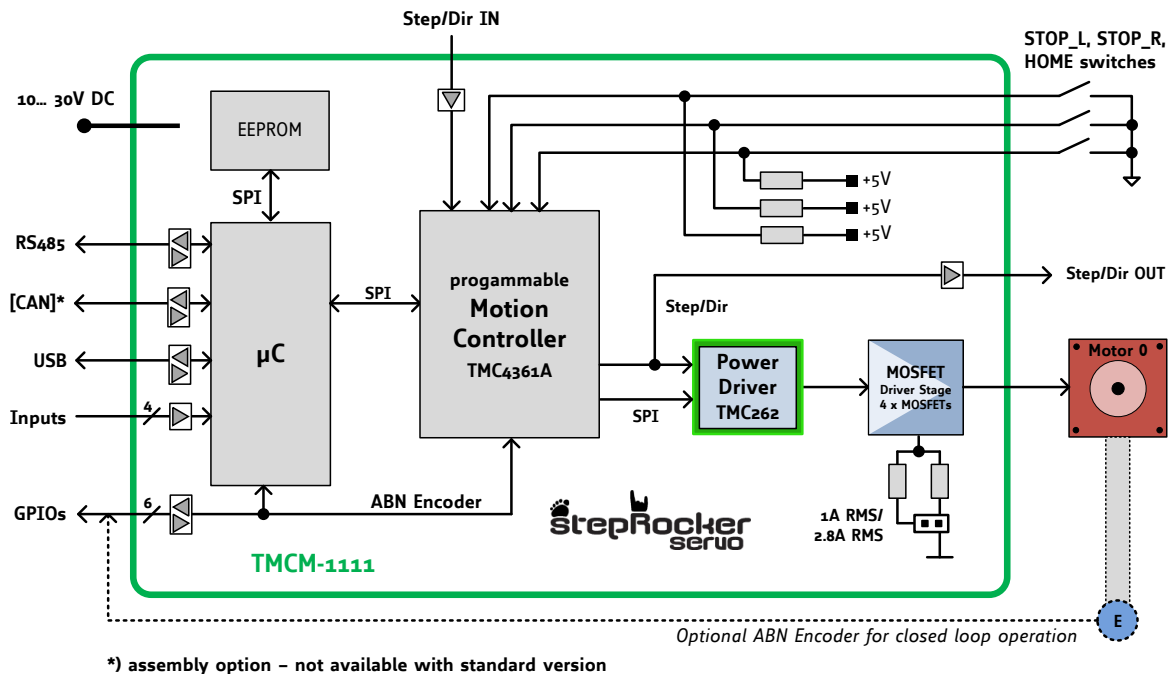 Step/Dir IN
STOP_L, STOP_R,
HOME switches
10... 30V DC
EEPROM
SPI
+5V
+5V
+5V
RS485
[CAN]*
USB
Inputs
4
GPIOs
6
µC
SPI
progammable
Motion
Controller
TMC4361A
Step/Dir
Step/Dir OUT
SPI
Power
Driver
TMC262
MOSFET
Driver Stage
4 x MOSFETs
Motor 0
ABN Encoder
stepRocker
servo
1A RMS/
2.8A RMS
TMCM-1111
E
Optional ABN Encoder for closed loop operation
*) assembly option – not available with standard version